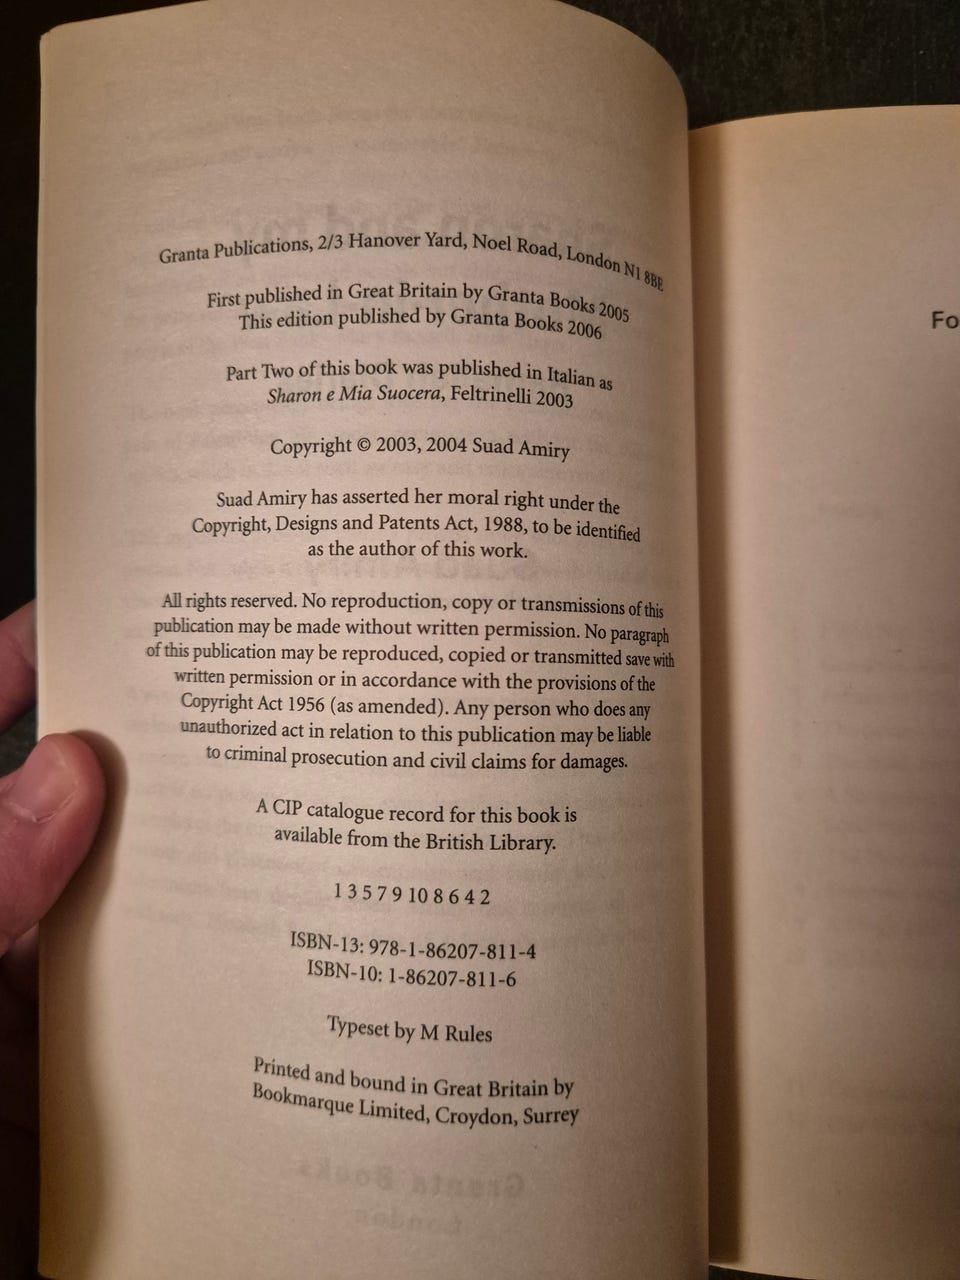 Granta Publications, 2/3 Hanover Yard, Noel Road, London N1 8BE
First published in Great Britain by Granta Books 2005
This edition published by Granta Books 2006
Part Two of this book was published in Italian as
Sharon e Mia Suocera, Feltrinelli 2003
Copyright © 2003, 2004 Suad Amiry
Suad Amiry has asserted her moral right under the
Copyright, Designs and Patents Act, 1988, to be identified
as the author of this work.
All rights reserved. No reproduction, copy or transmissions of this
publication may be made without written permission. No paragraph
of this publication may be reproduced, copied or transmitted save with
written permission or in accordance with the provisions of the
Copyright Act 1956 (as amended). Any person who does any
unauthorized act in relation to this publication may be liable
to criminal prosecution and civil claims for damages.
A CIP catalogue record for this book is
available from the British Library.
1 3 5 7 9 10 8 6 4 2
ISBN-13: 978-1-86207-811-4
ISBN-10: 1-86207-811-6
Typeset by M Rules
Printed and bound in Great Britain by
Bookmarque Limited, Croydon, Surrey
Fo